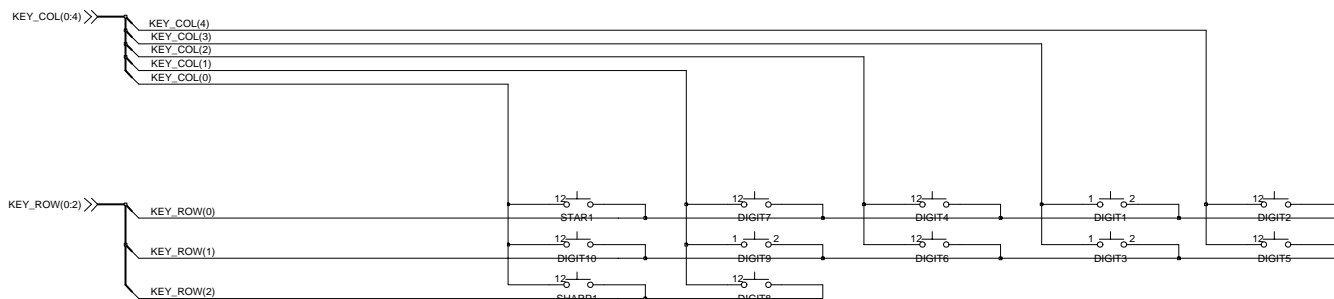 KEY_COL(0:4)
KEY_COL(4)
KEY_COL(3)
KEY_COL(2)
KEY_COL(1)
KEY_COL(0)
KEY_ROW(0:2)
12 12 12 1 2 12
KEY_ROW(0)
STAR1 DIGIT7 DIGIT4 DIGIT1 DIGIT2
12 1 2 12 1 2 12
KEY_ROW(1)
DIGIT10 DIGIT9 DIGIT6 DIGIT3 DIGIT5
12 12
KEY_ROW(2)
SHARP1 DIGIT8